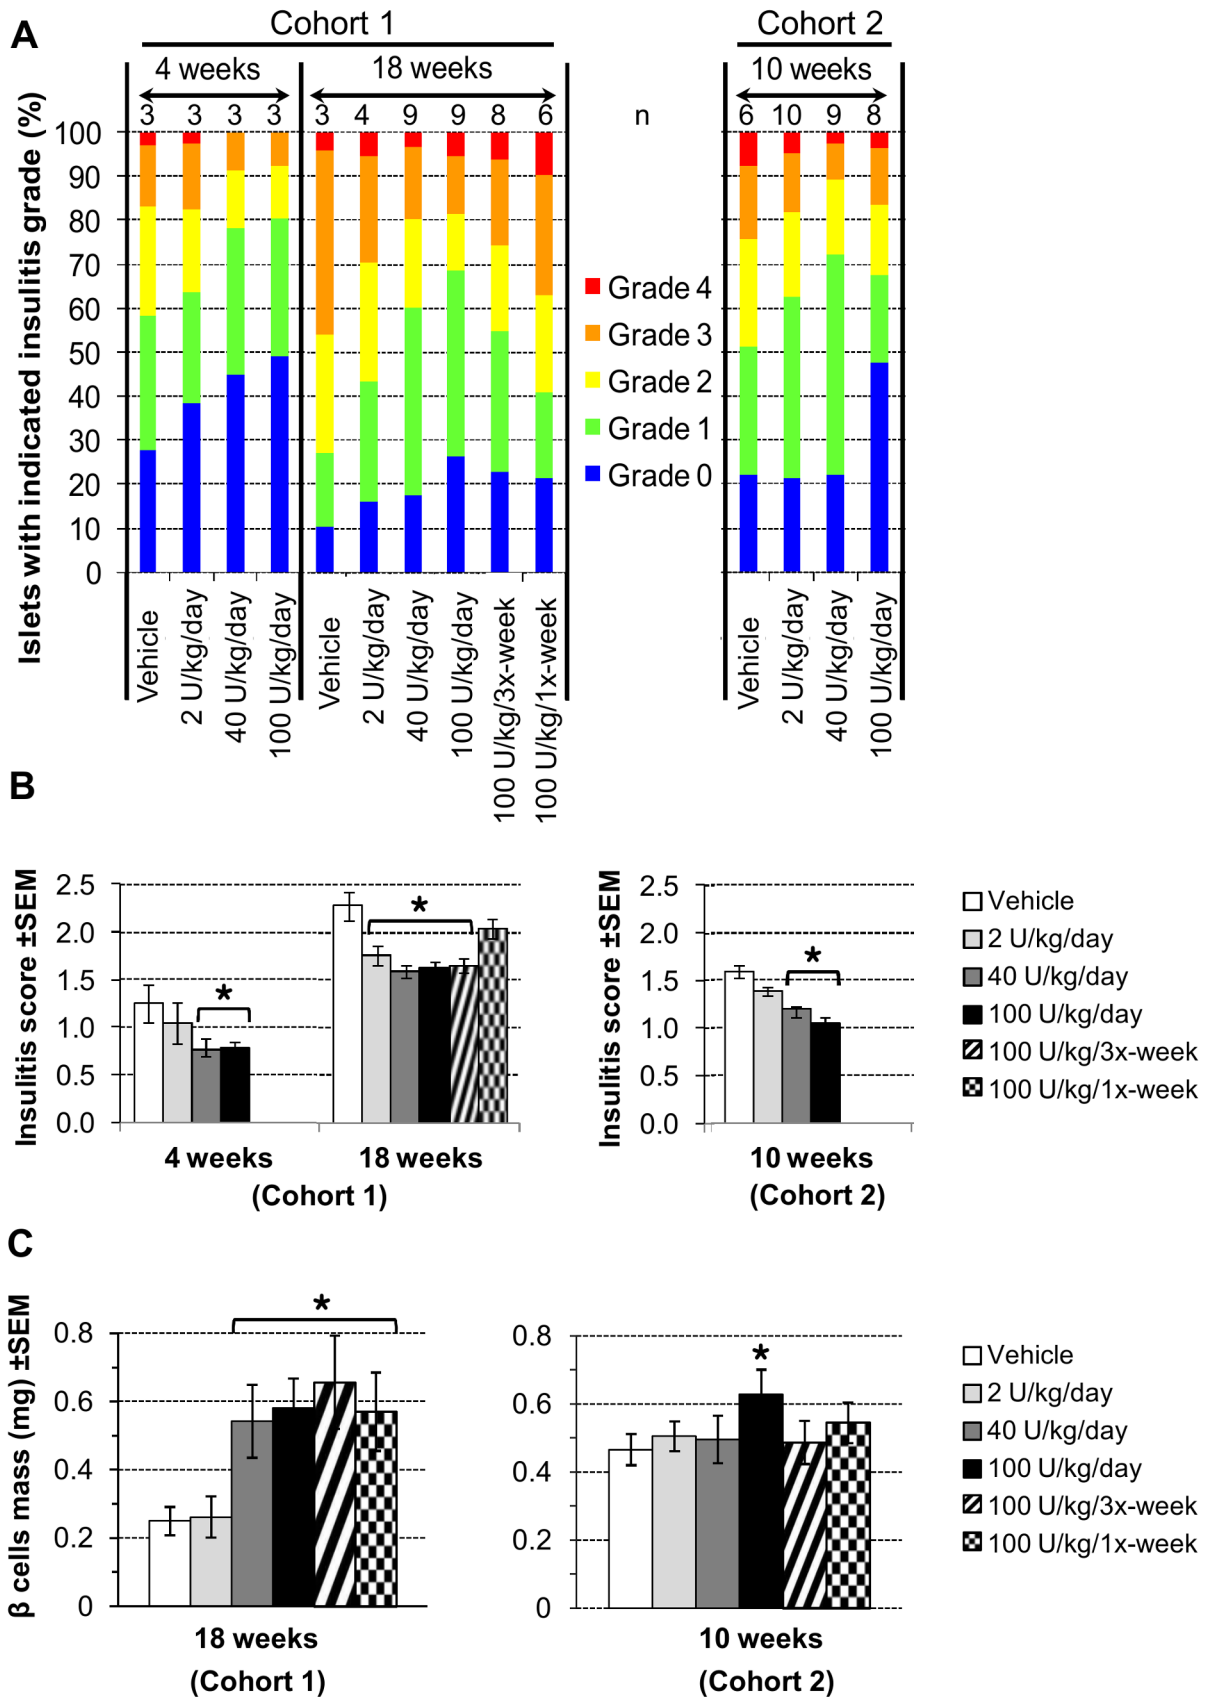 A
Cohort 1
Cohort 2
4 weeks
18 weeks
10 weeks
3 3 3 3 3 4 9 9 8 6 n 6 10 9 8
Islets with indicated insulitis grade (%)
100
90
80
70
60
50
40
30
20
10
0
Grade 4
Grade 3
Grade 2
Grade 1
Grade 0
Vehicle
2 U/kg/day
40 U/kg/day
100 U/kg/day
Vehicle
2 U/kg/day
40 U/kg/day
100 U/kg/day
100 U/kg/3x-week
100 U/kg/1x-week
Vehicle
2 U/kg/day
40 U/kg/day
100 U/kg/day
B
Insulitis score ±SEM
2.5
2.0
1.5
1.0
0.5
0.0
*
*
4 weeks
18 weeks
(Cohort 1)
Insulitis score ±SEM
2.5
2.0
1.5
1.0
0.5
0.0
*
10 weeks
(Cohort 2)
Vehicle
2 U/kg/day
40 U/kg/day
100 U/kg/day
100 U/kg/3x-week
100 U/kg/1x-week
C
β cells mass (mg) ±SEM
0.8
0.6
0.4
0.2
0
*
18 weeks
(Cohort 1)
0.8
0.6
0.4
0.2
0
*
10 weeks
(Cohort 2)
Vehicle
2 U/kg/day
40 U/kg/day
100 U/kg/day
100 U/kg/3x-week
100 U/kg/1x-week